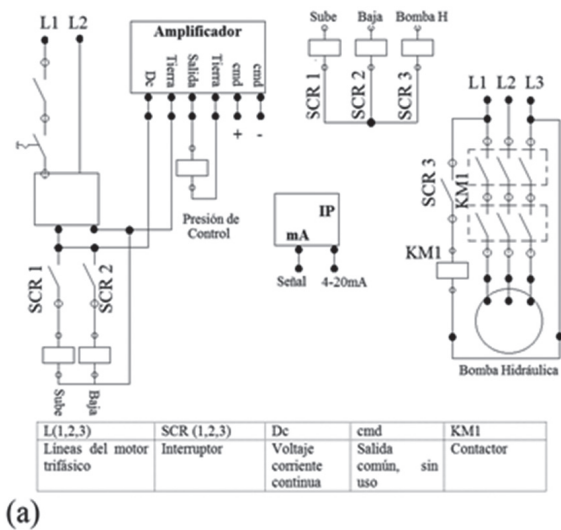 L1 L2
Amplificador
Dc Tierra Salida Tierra cmd cmd
+ -
Presión de
Control
Sube Baja Bomba H
SCR 1 SCR 2 SCR 3
L1 L2 L3
SCR 3
KM1
KM1
Bomba Hidráulica
IP
mA
Señal 4-20mA
SCR 1 SCR 2
Sube Baja
L(1,2,3) SCR (1,2,3) Dc cmd KM1
Líneas del motor Interruptor Voltaje Salida Contactor
trifásico corriente común, sin
continua uso
(a)